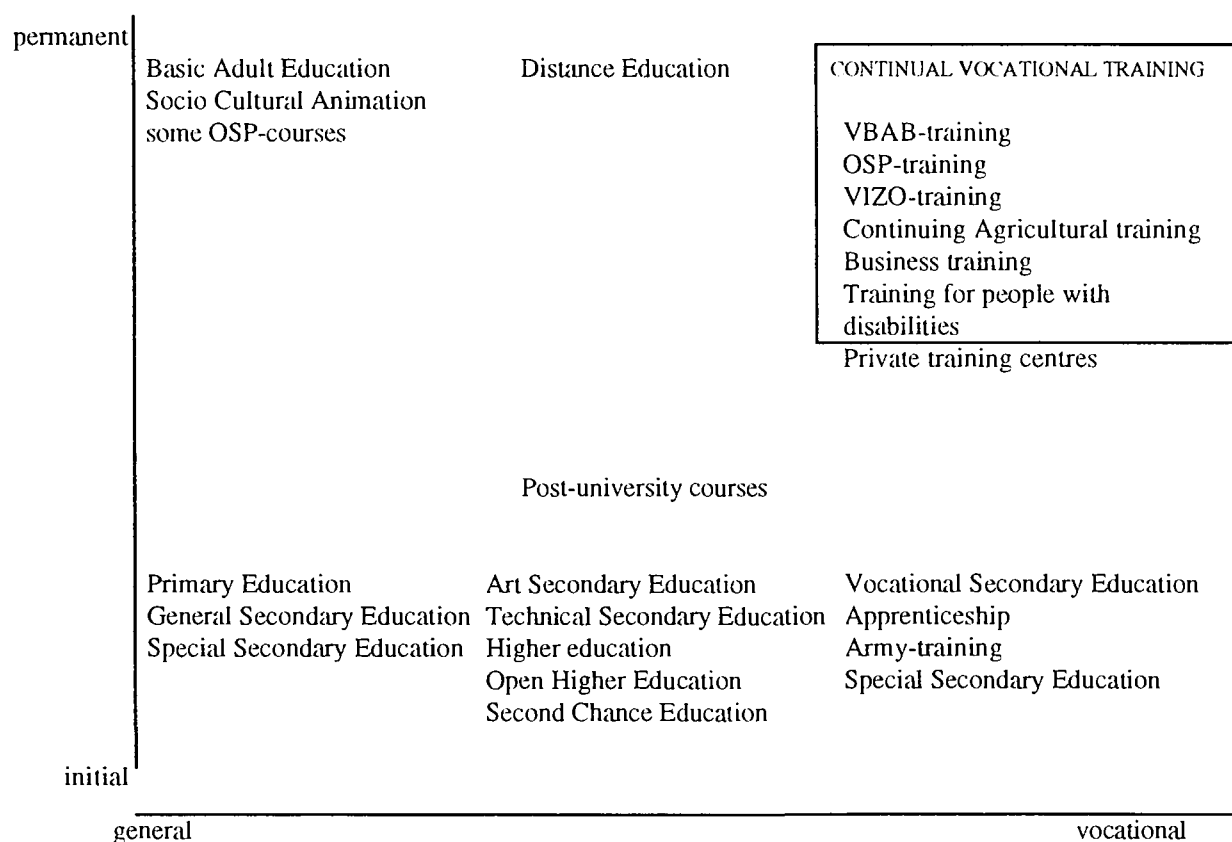 permanent
Basic Adult Education
Socio Cultural Animation
some OSP-courses
Distance Education
CONTINUAL VOCATIONAL TRAINING
VBAB-training
OSP-training
VIZO-training
Continuing Agricultural training
Business training
Training for people with
disabilities
Private training centres
Post-university courses
Primary Education
General Secondary Education
Special Secondary Education
Art Secondary Education
Technical Secondary Education
Higher education
Open Higher Education
Second Chance Education
Vocational Secondary Education
Apprenticeship
Army-training
Special Secondary Education
initial
general
vocational